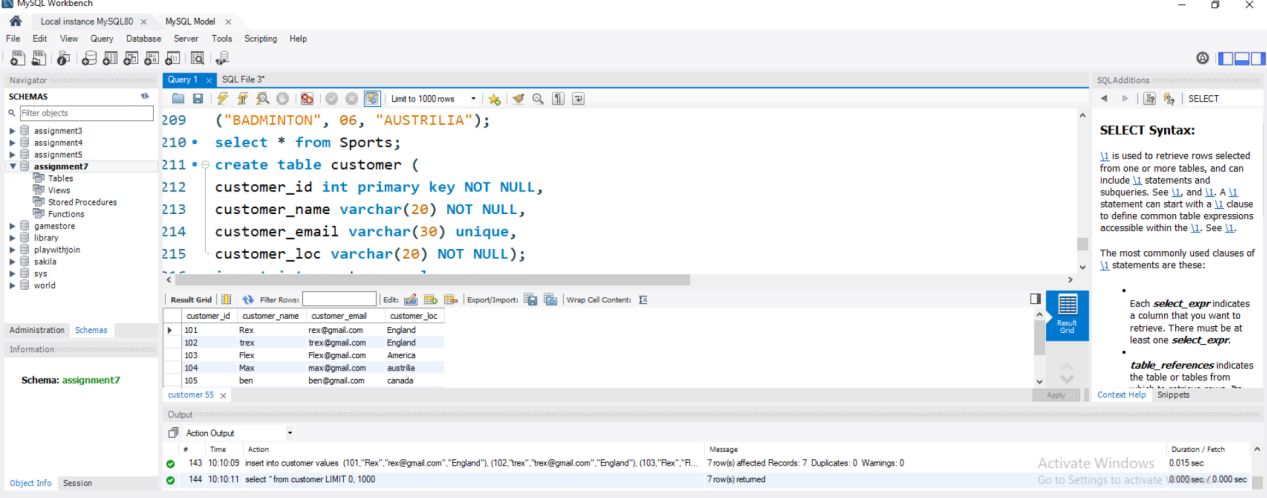 MySQL Workbench
Local instance MySQL80 × MySQL Model ×
File Edit View Query Database Server Tools Scripting Help
Navigator
SCHEMAS
Filter objects
assignment3
assignment4
assignment5
assignment7
Tables
Views
Stored Procedures
Functions
gamestore
library
playwithjoin
sakila
sys
world
Administration Schemas
Information
Schema: assignment7
Object Info Session
Query 1 × SQL File 3*
Limit to 1000 rows
209 ("BADMINTON", 06, "AUSTRILIA");
210 select * from Sports;
211 create table customer (
212 customer_id int primary key NOT NULL,
213 customer_name varchar(20) NOT NULL,
214 customer_email varchar(30) unique,
215 customer_loc varchar(20) NOT NULL);
Result Grid Filter Rows: Edit: Export/Import: Wrap Cell Content:
customer_id customer_name customer_email customer_loc
101 Rex rex@gmail.com England
102 trex trex@gmail.com England
103 Flex Flex@gmail.com America
104 Max max@gmail.com austrilia
105 ben ben@gmail.com canada
Result
Grid
customer 55 ×
Apply
Output
Action Output
# Time Action Message Duration / Fetch
143 10:10:09 insert into customer values (101,"Rex","rex@gmail.com","England"), (102,"trex","trex@gmail.com","England"), (103,"Rex","R... 7 row(s) affected Records: 7 Duplicates: 0 Warnings: 0 0.015 sec
144 10:10:11 select * from customer LIMIT 0, 1000 7 row(s) returned 0.000 sec / 0.000 sec
SQLAdditions
SELECT
SELECT Syntax:
\1 is used to retrieve rows selected
from one or more tables, and can
include \1 statements and
subqueries. See \1, and \1. A \1
statement can start with a \1 clause
to define common table expressions
accessible within the \1. See \1.
The most commonly used clauses of
\1 statements are these:
Each select_expr indicates
a column that you want to
retrieve. There must be at
least one select_expr.
table_references indicates
the table or tables from
Context Help Snippets
Activate Windows
Go to Settings to activate